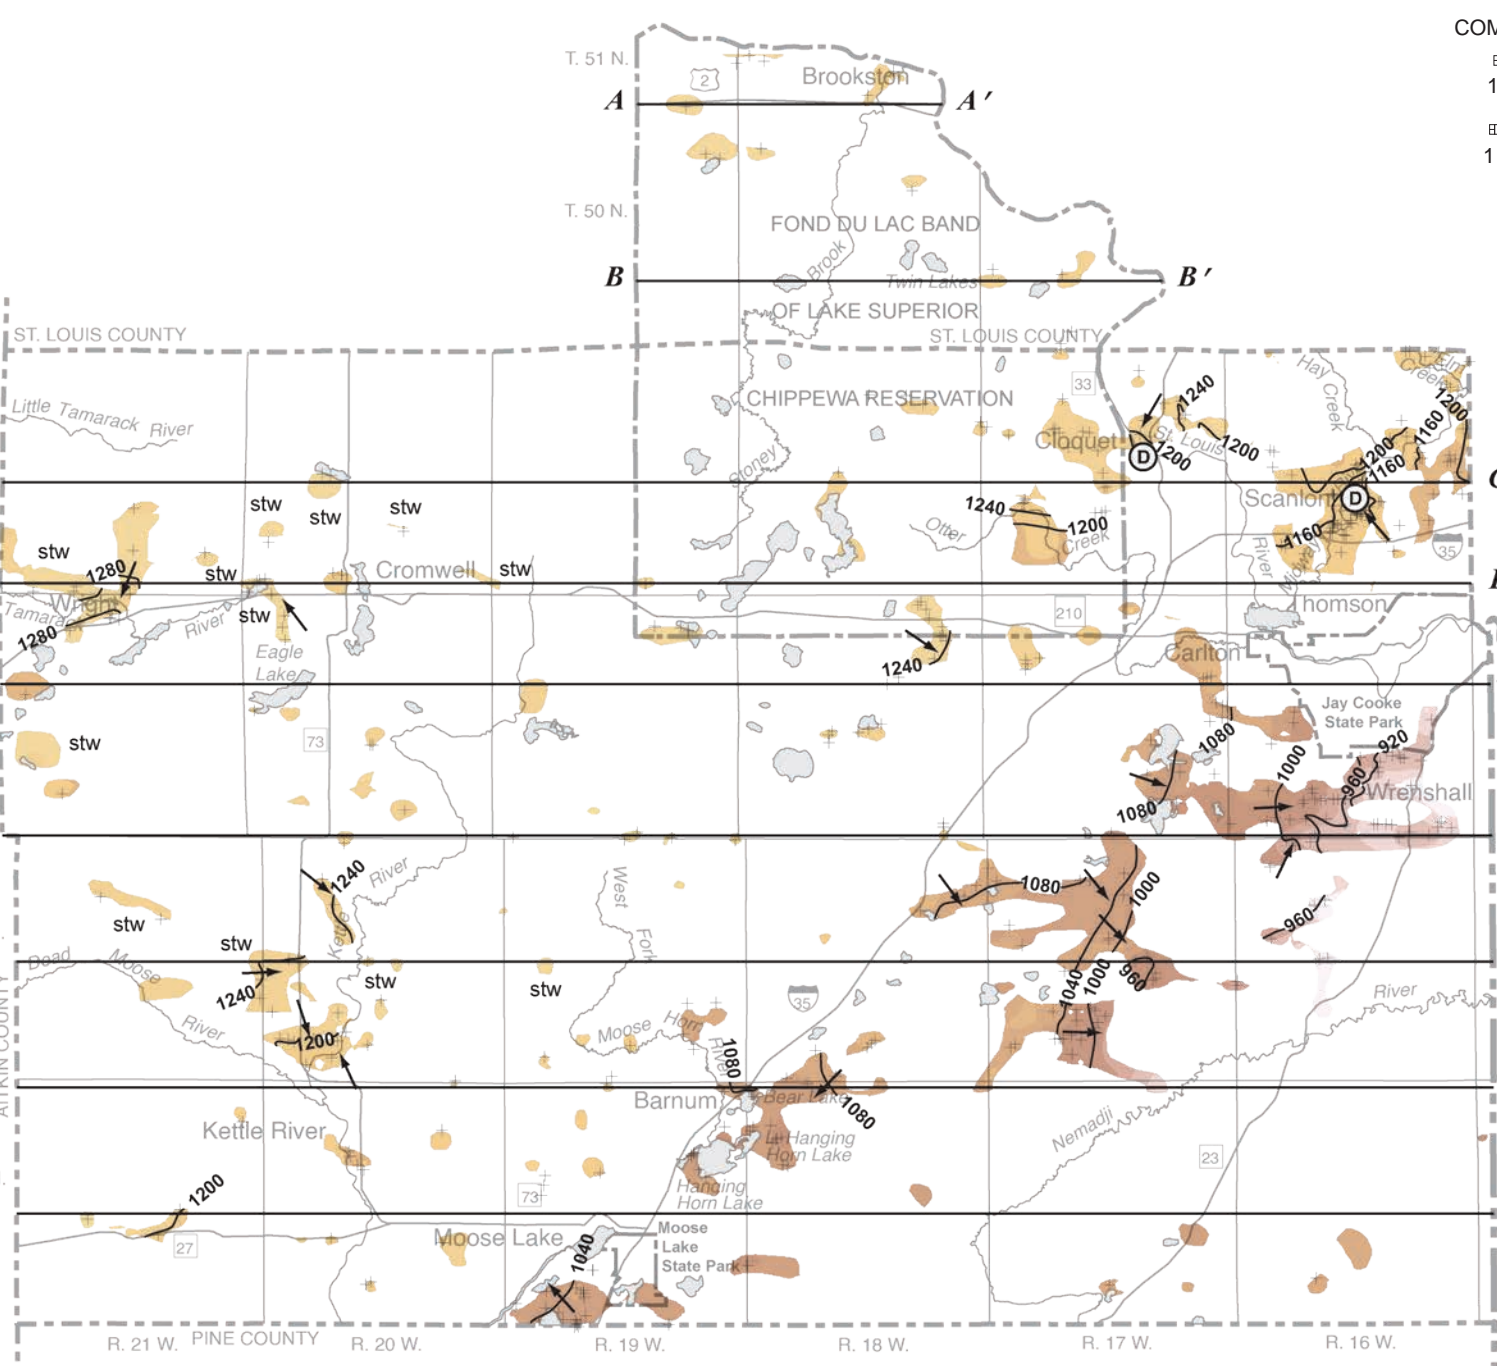 COM
1
1
T. 51 N.
2
Brookston
A
A'
T. 50 N.
FOND DU LAC BAND
Brook
B
Twin Lakes
B'
OF LAKE SUPERIOR
ST. LOUIS COUNTY
ST. LOUIS COUNTY
Hay Creek
Elm Creek
33
CHIPPEWA RESERVATION
1240
1200
1160
Little Tamarack River
Cloquet
St. Louis
1200
1200
D
1200
1160
Stoney
C
stw
stw
stw
1240
1200
Scanlon
D
Otter
Creek
1160
River
Midway
35
stw
1280
stw
Cromwell
stw
Wright
Tamarack
River
stw
210
Thomson
1280
Eagle
Lake
1240
Carlton
Jay Cooke
State Park
stw
73
1080
920
1000
960
Wrenshall
1080
1240
River
West
Fork
1080
1000
stw
Kettle
960
stw
Dead
Moose
River
1240
stw
stw
1040
1000
960
35
River
Moose
Horn
River
1200
1080
Barnum
Bear Lake
1080
Kettle River
L. Hanging
Horn Lake
Nemadji
23
Hanging
Horn Lake
1200
73
27
Moose Lake
1040
Moose
Lake
State Park
AITKIN COUNTY
R. 21 W.
PINE COUNTY
R. 20 W.
R. 19 W.
R. 18 W.
R. 17 W.
R. 16 W.